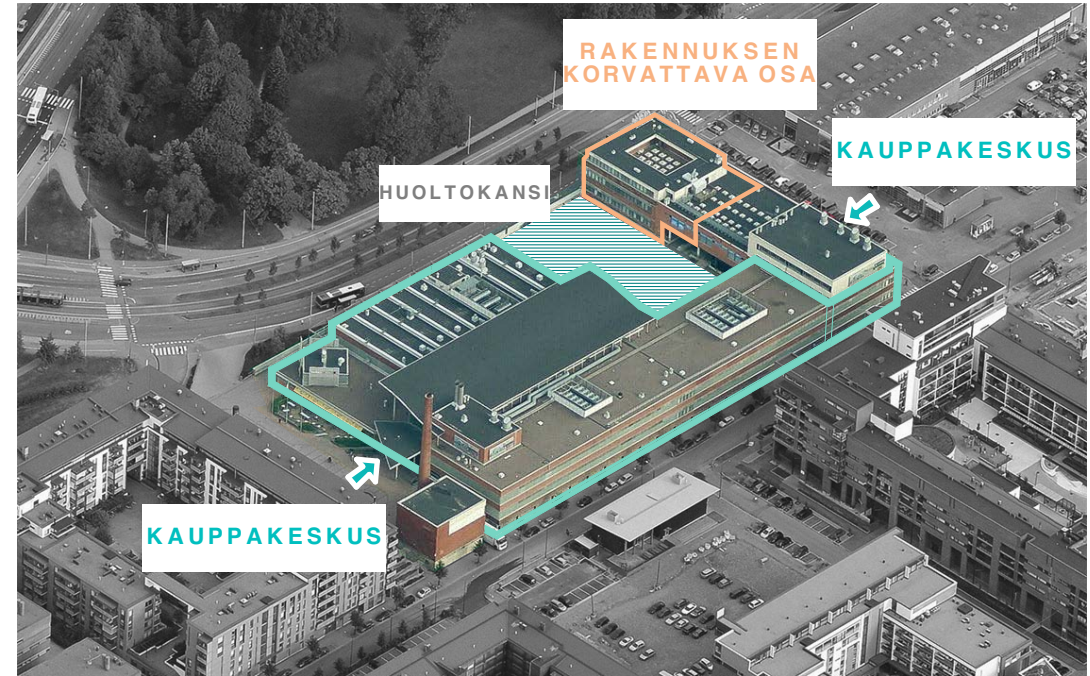 RAKENNUKSEN
KORVATTAVA OSA
KAUPPAKESKUS
HUOLTOKANSI
KAUPPAKESKUS